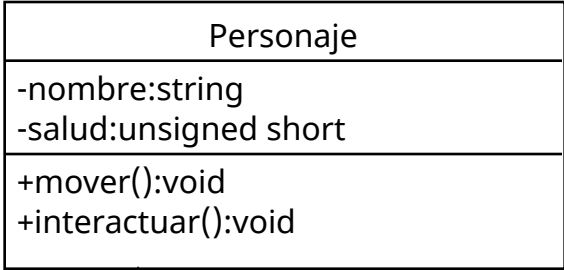 Personaje
-nombre:string
-salud:unsigned short
+mover():void
+interactuar():void